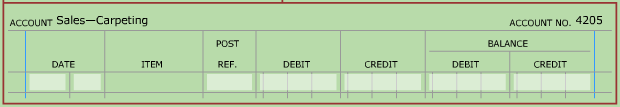 ACCOUNT Sales—Carpeting ACCOUNT NO. 4205
POST BALANCE
DATE ITEM REF. DEBIT CREDIT DEBIT CREDIT